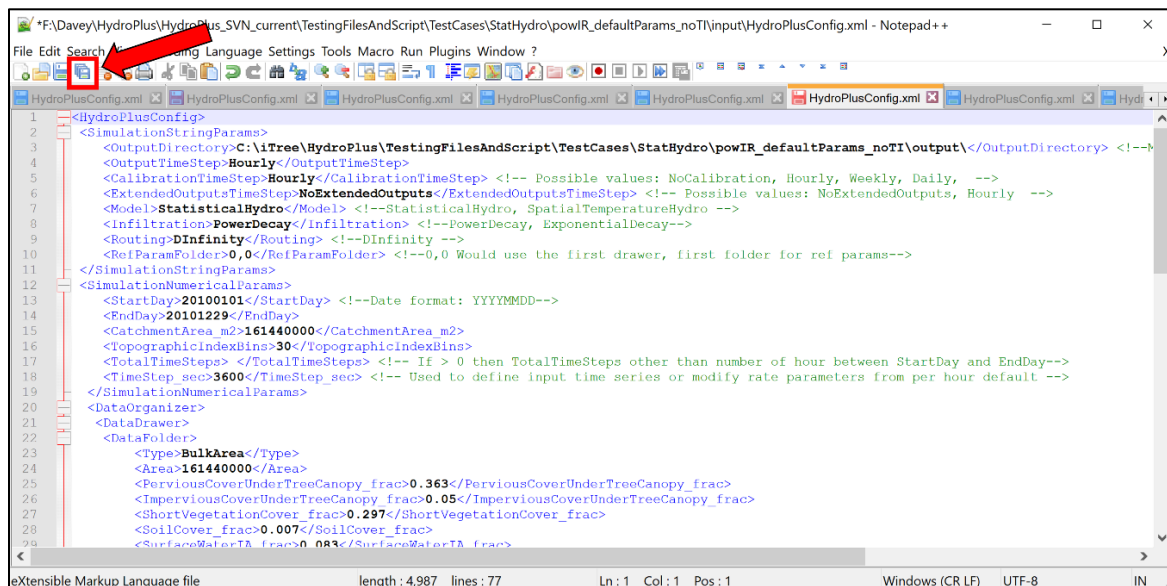 *F:\Davey\HydroPlus\HydroPlus_SVN_current\TestingFilesAndScript\TestCases\StatHydro\powIR_defaultParams_noTI\input\HydroPlusConfig.xml - Notepad++
File Edit Search Language Settings Tools Macro Run Plugins Window ? X
HydroPlusConfig.xml HydroPlusConfig.xml HydroPlusConfig.xml HydroPlusConfig.xml HydroPlusConfig.xml HydroPlusConfig.xml HydroPlusConfig.xml
1 <HydroPlusConfig>
2 <SimulationStringParams>
3 <OutputDirectory>C:\iTree\HydroPlus\TestingFilesAndScript\TestCases\StatHydro\powIR_defaultParams_noTI\output\</OutputDirectory> <!--M
4 <OutputTimeStep>Hourly</OutputTimeStep>
5 <CalibrationTimeStep>Hourly</CalibrationTimeStep> <!-- Possible values: NoCalibration, Hourly, Weekly, Daily, -->
6 <ExtendedOutputsTimeStep>NoExtendedOutputs</ExtendedOutputsTimeStep> <!-- Possible values: NoExtendedOutputs, Hourly -->
7 <Model>StatisticalHydro</Model> <!--StatisticalHydro, SpatialTemperatureHydro -->
8 <Infiltration>PowerDecay</Infiltration> <!--PowerDecay, ExponentialDecay-->
9 <Routing>DInfinity</Routing> <!--DInfinity -->
10 <RefParamFolder>0,0</RefParamFolder> <!--0,0 Would use the first drawer, first folder for ref params-->
11 </SimulationStringParams>
12 <SimulationNumericalParams>
13 <StartDay>20100101</StartDay> <!--Date format: YYYYMMDD-->
14 <EndDay>20101229</EndDay>
15 <CatchmentArea_m2>161440000</CatchmentArea_m2>
16 <TopographicIndexBins>30</TopographicIndexBins>
17 <TotalTimeSteps> </TotalTimeSteps> <!-- If > 0 then TotalTimeSteps other than number of hour between StartDay and EndDay-->
18 <TimeStep_sec>3600</TimeStep_sec> <!-- Used to define input time series or modify rate parameters from per hour default -->
19 </SimulationNumericalParams>
20 <DataOrganizer>
21 <DataDrawer>
22 <DataFolder>
23 <Type>BulkArea</Type>
24 <Area>161440000</Area>
25 <PerviousCoverUnderTreeCanopy_frac>0.363</PerviousCoverUnderTreeCanopy_frac>
26 <ImperviousCoverUnderTreeCanopy_frac>0.05</ImperviousCoverUnderTreeCanopy_frac>
27 <ShortVegetationCover_frac>0.297</ShortVegetationCover_frac>
28 <SoilCover_frac>0.007</SoilCover_frac>
29 <SurfaceWaterIA_frac>0.083</SurfaceWaterIA_frac>
eXtensible Markup Language file length : 4,987 lines : 77 Ln : 1 Col : 1 Pos : 1 Windows (CR LF) UTF-8 IN